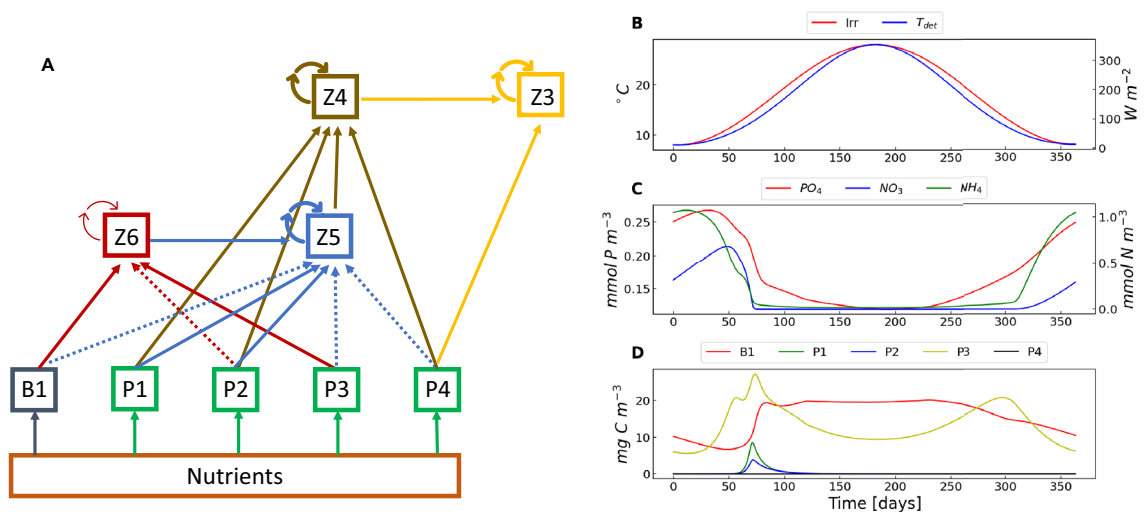 A
Z4
Z3
Z6
Z5
B1
P1
P2
P3
P4
Nutrients
B
Irr
T_det
20
10
° C
300
200
100
0
W m⁻²
0 50 100 150 200 250 300 350
C
PO₄
NO₃
NH₄
0.25
0.20
0.15
mmol P m⁻³
1.0
0.5
0.0
mmol N m⁻³
0 50 100 150 200 250 300 350
D
B1
P1
P2
P3
P4
20
10
0
mg C m⁻³
0 50 100 150 200 250 300 350
Time [days]